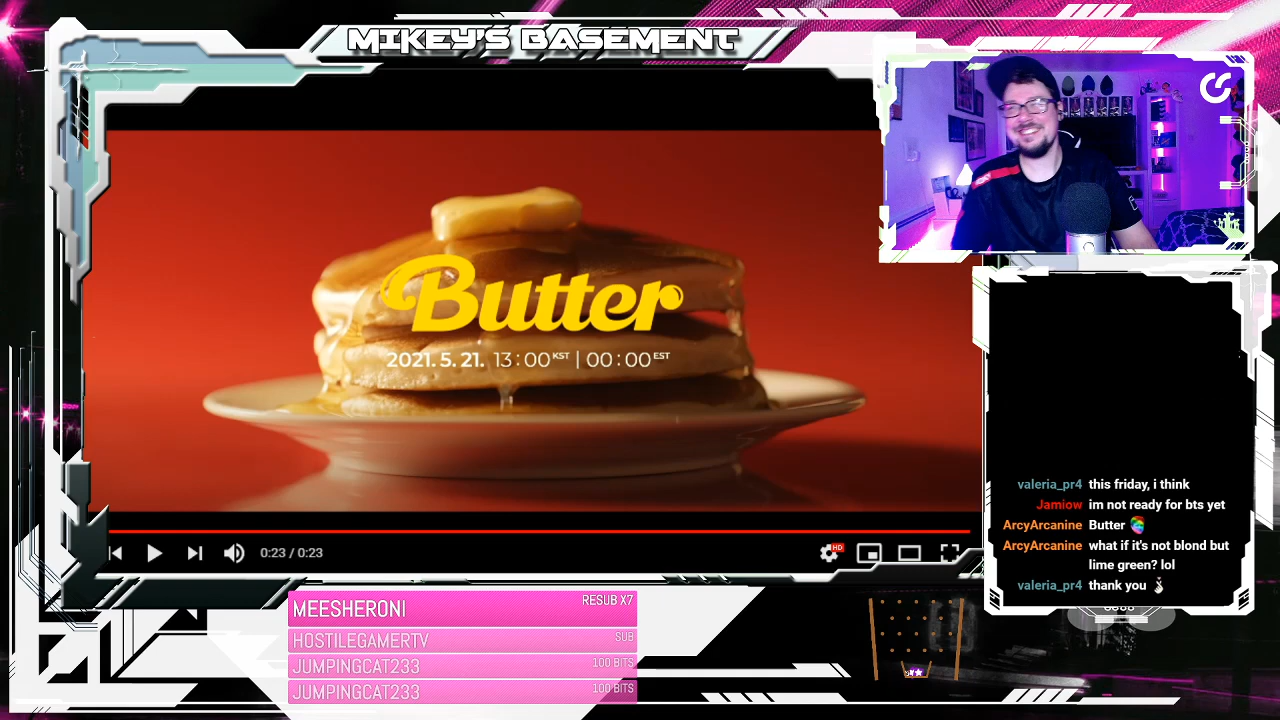 MIKEY'S BASEMENT
Butter
2021. 5. 21. 13 : 00 KST | 00 : 00 EST
0:23 / 0:23
HD
valeria_pr4 this friday, i think
Jamiow im not ready for bts yet
ArcyArcanine Butter
ArcyArcanine what if it's not blond but
lime green? lol
valeria_pr4 thank you
MEESHERONI RESUB X7
HOSTILEGAMERTV SUB
JUMPINGCAT233 100 BITS
JUMPINGCAT233 100 BITS